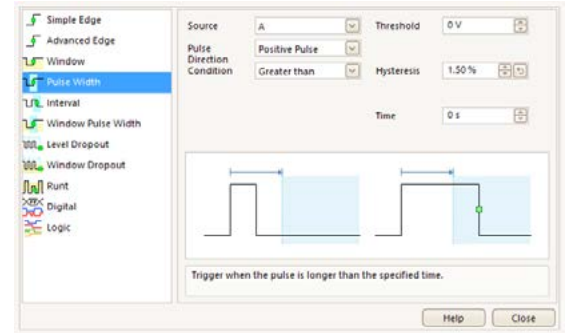 Simple Edge
Advanced Edge
Window
Pulse Width
Interval
Window Pulse Width
Level Dropout
Window Dropout
Runt
Digital
Logic
Source A Threshold 0 V
Pulse Direction Positive Pulse
Condition Greater than Hysteresis 1.50 %
Time 0 s
Trigger when the pulse is longer than the specified time.
Help Close